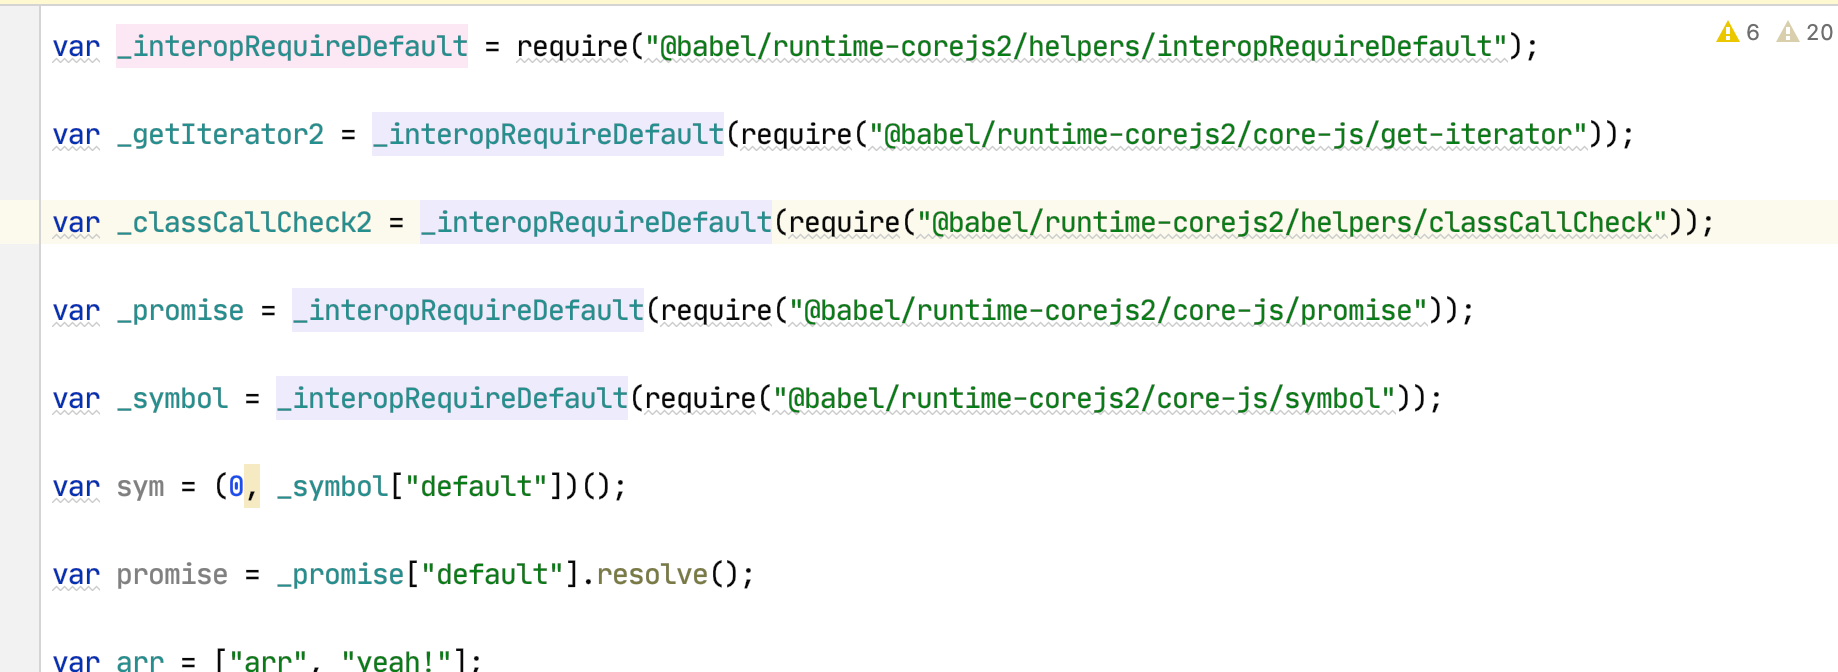 var _interopRequireDefault = require("@babel/runtime-corejs2/helpers/interopRequireDefault"); 6 20
var _getIterator2 = _interopRequireDefault(require("@babel/runtime-corejs2/core-js/get-iterator"));
var _classCallCheck2 = _interopRequireDefault(require("@babel/runtime-corejs2/helpers/classCallCheck"));
var _promise = _interopRequireDefault(require("@babel/runtime-corejs2/core-js/promise"));
var _symbol = _interopRequireDefault(require("@babel/runtime-corejs2/core-js/symbol"));
var sym = (0, _symbol["default"])();
var promise = _promise["default"].resolve();
var arr = ["arr", "yeah!"];